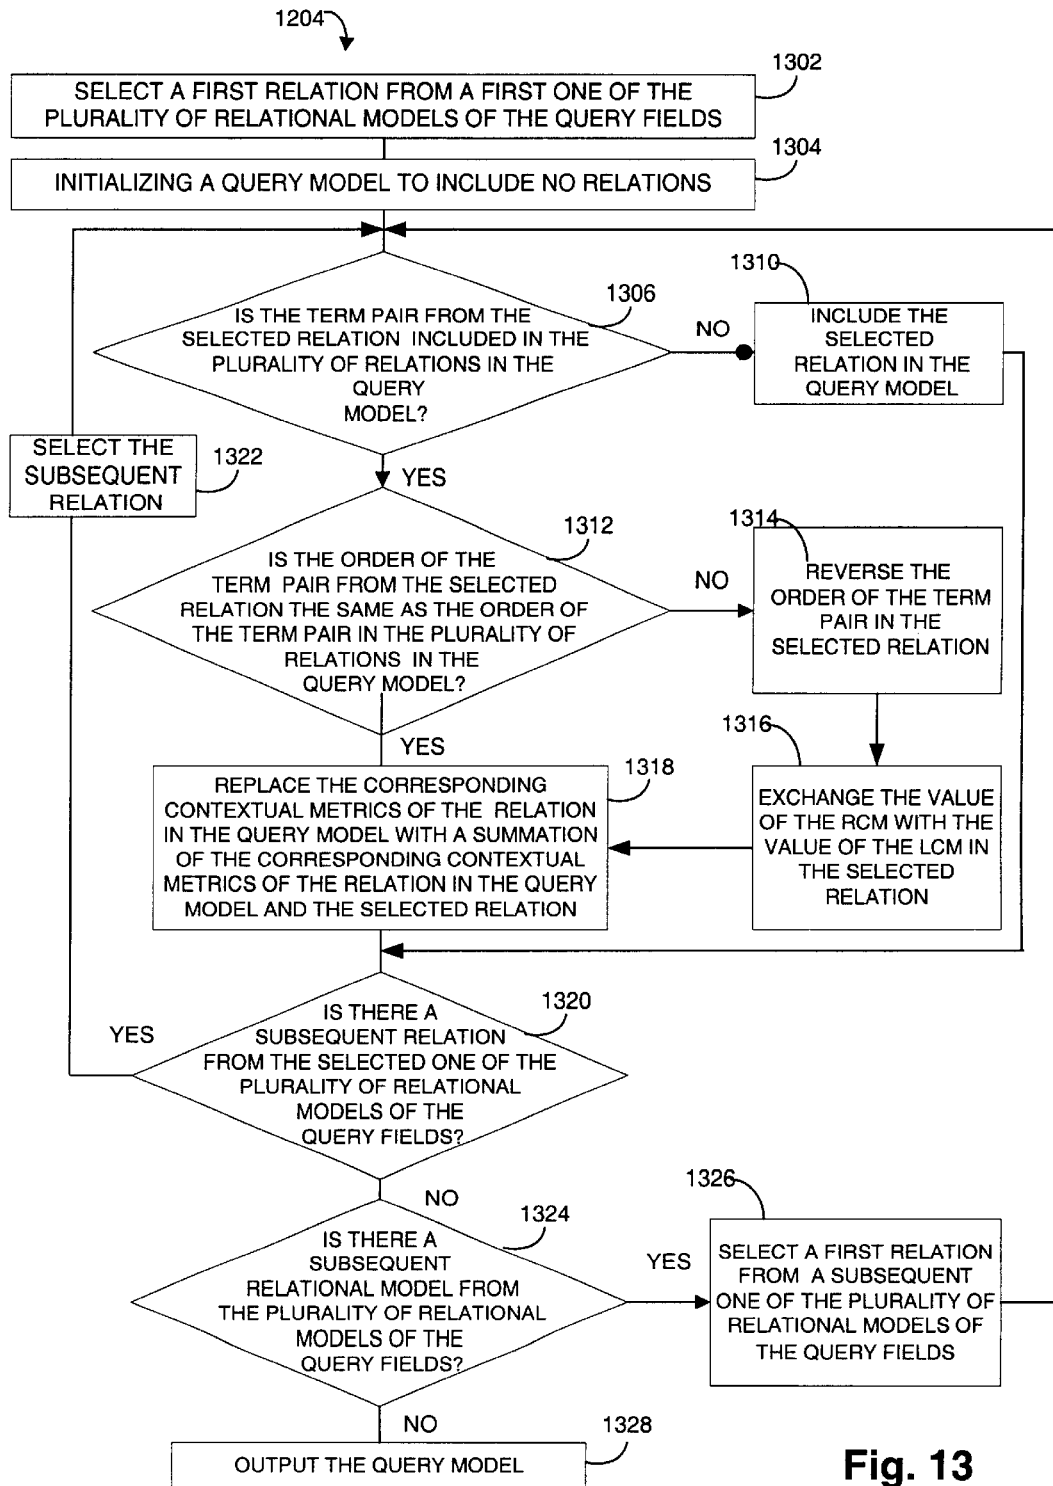 1204
SELECT A FIRST RELATION FROM A FIRST ONE OF THE
PLURALITY OF RELATIONAL MODELS OF THE QUERY FIELDS
1302
INITIALIZING A QUERY MODEL TO INCLUDE NO RELATIONS
1304
IS THE TERM PAIR FROM THE
SELECTED RELATION INCLUDED IN THE
PLURALITY OF RELATIONS IN THE
QUERY
MODEL?
1306
NO
1310
INCLUDE THE
SELECTED
RELATION IN THE
QUERY MODEL
SELECT THE
SUBSEQUENT
RELATION
1322
YES
IS THE ORDER OF THE
TERM PAIR FROM THE SELECTED
RELATION THE SAME AS THE ORDER OF
THE TERM PAIR IN THE PLURALITY OF
RELATIONS IN THE
QUERY MODEL?
1312
NO
1314
REVERSE THE
ORDER OF THE TERM
PAIR IN THE
SELECTED RELATION
YES
1316
EXCHANGE THE VALUE
OF THE RCM WITH THE
VALUE OF THE LCM IN
THE SELECTED
RELATION
REPLACE THE CORRESPONDING
CONTEXTUAL METRICS OF THE RELATION
IN THE QUERY MODEL WITH A SUMMATION
OF THE CORRESPONDING CONTEXTUAL
METRICS OF THE RELATION IN THE QUERY
MODEL AND THE SELECTED RELATION
1318
IS THERE A
SUBSEQUENT RELATION
FROM THE SELECTED ONE OF THE
PLURALITY OF RELATIONAL
MODELS OF THE
QUERY FIELDS?
1320
YES
NO
IS THERE A
SUBSEQUENT
RELATIONAL MODEL FROM
THE PLURALITY OF RELATIONAL
MODELS OF THE
QUERY FIELDS?
1324
YES
1326
SELECT A FIRST RELATION
FROM A SUBSEQUENT
ONE OF THE PLURALITY OF
RELATIONAL MODELS OF
THE QUERY FIELDS
NO
OUTPUT THE QUERY MODEL
1328
Fig. 13